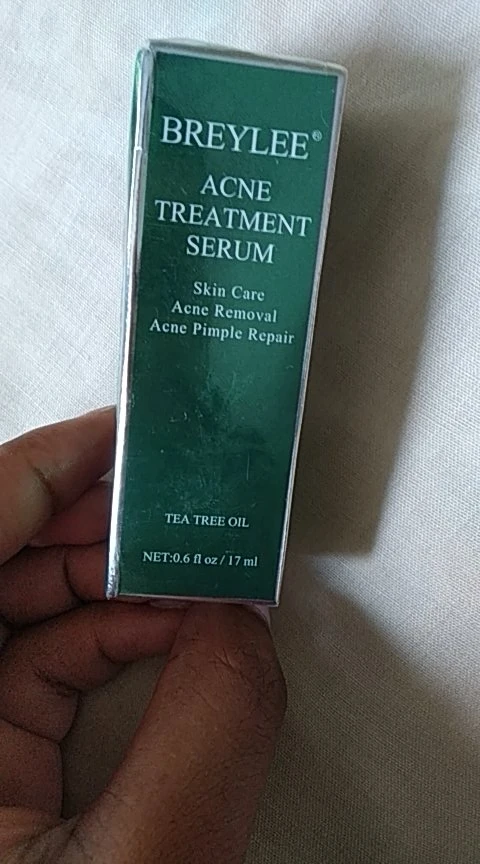 BREYLEE®
ACNE
TREATMENT
SERUM
Skin Care
Acne Removal
Acne Pimple Repair
TEA TREE OIL
NET:0.6 fl oz / 17 ml